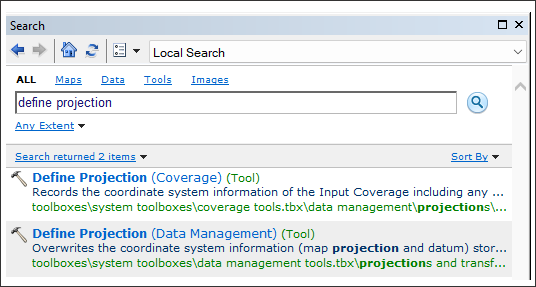 Search
Local Search
ALL Maps Data Tools Images
define projection
Any Extent
Search returned 2 items Sort By
Define Projection (Coverage) (Tool)
Records the coordinate system information of the Input Coverage including any ...
toolboxes\system toolboxes\coverage tools.tbx\data management\projections\...
Define Projection (Data Management) (Tool)
Overwrites the coordinate system information (map projection and datum) stor...
toolboxes\system toolboxes\data management tools.tbx\projections and transf...